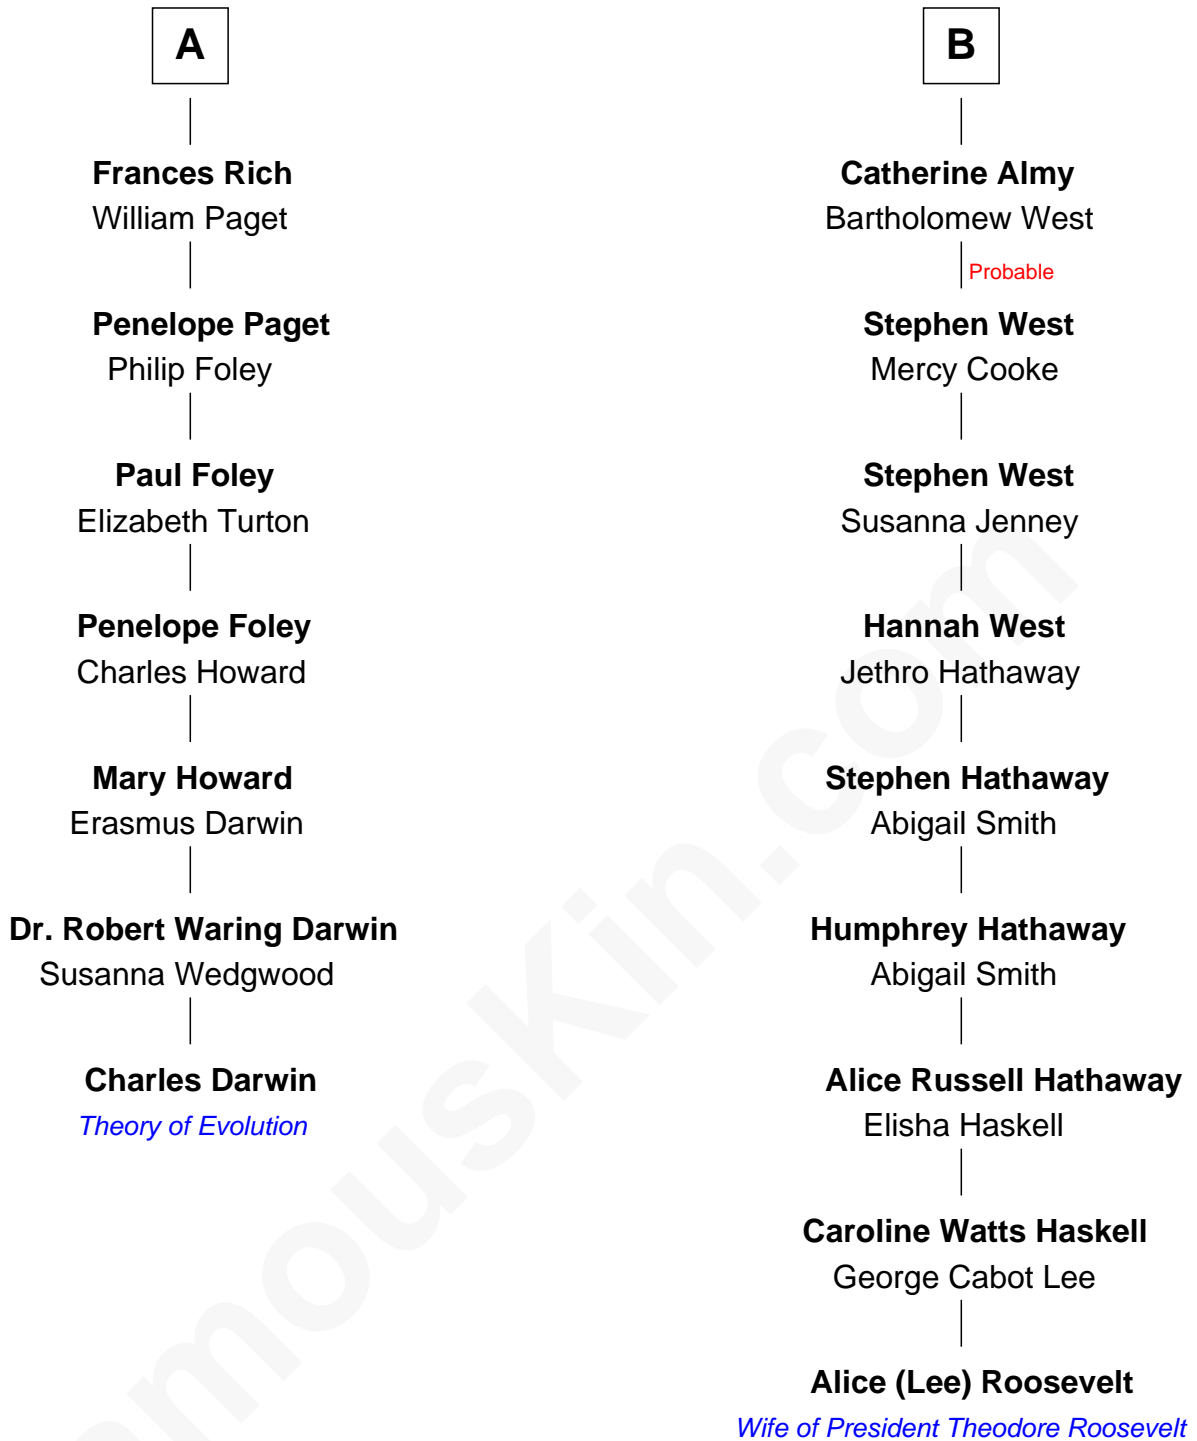 A
Frances Rich
William Paget
Penelope Paget
Philip Foley
Paul Foley
Elizabeth Turton
Penelope Foley
Charles Howard
Mary Howard
Erasmus Darwin
Dr. Robert Waring Darwin
Susanna Wedgwood
Charles Darwin
Theory of Evolution
B
Catherine Almy
Bartholomew West
Probable
Stephen West
Mercy Cooke
Stephen West
Susanna Jenney
Hannah West
Jethro Hathaway
Stephen Hathaway
Abigail Smith
Humphrey Hathaway
Abigail Smith
Alice Russell Hathaway
Elisha Haskell
Caroline Watts Haskell
George Cabot Lee
Alice (Lee) Roosevelt
Wife of President Theodore Roosevelt
amouskin.com